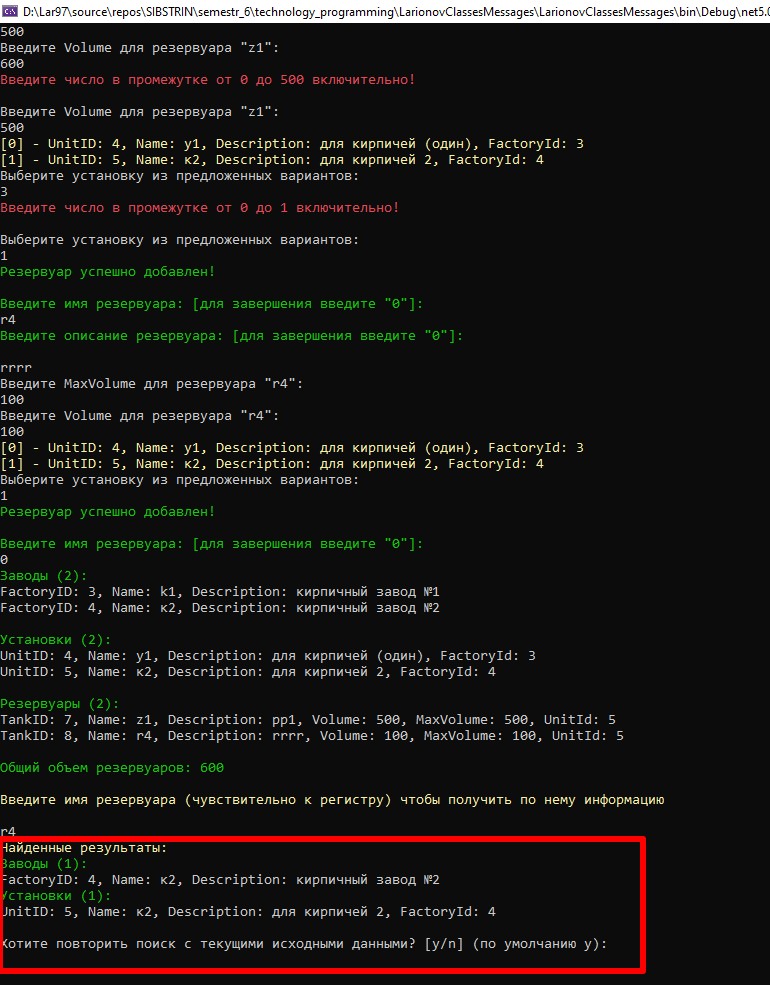 D:\Lar97\source\repos\SIBSTRIN\semestr_6\technology_programming\LarionovClassesMessages\LarionovClassesMessages\bin\Debug\net5.0
500
Введите Volume для резервуара "z1":
600
Введите число в промежутке от 0 до 500 включительно!
Введите Volume для резервуара "z1":
500
[0] - UnitID: 4, Name: y1, Description: для кирпичей (один), FactoryId: 3
[1] - UnitID: 5, Name: к2, Description: для кирпичей 2, FactoryId: 4
Выберите установку из предложенных вариантов:
3
Введите число в промежутке от 0 до 1 включительно!
Выберите установку из предложенных вариантов:
1
Резервуар успешно добавлен!
Введите имя резервуара: [для завершения введите "0"]:
r4
Введите описание резервуара: [для завершения введите "0"]:
rrrr
Введите MaxVolume для резервуара "r4":
100
Введите Volume для резервуара "r4":
100
[0] - UnitID: 4, Name: y1, Description: для кирпичей (один), FactoryId: 3
[1] - UnitID: 5, Name: к2, Description: для кирпичей 2, FactoryId: 4
Выберите установку из предложенных вариантов:
1
Резервуар успешно добавлен!
Введите имя резервуара: [для завершения введите "0"]:
0
Заводы (2):
FactoryID: 3, Name: k1, Description: кирпичный завод №1
FactoryID: 4, Name: к2, Description: кирпичный завод №2
Установки (2):
UnitID: 4, Name: y1, Description: для кирпичей (один), FactoryId: 3
UnitID: 5, Name: к2, Description: для кирпичей 2, FactoryId: 4
Резервуары (2):
TankID: 7, Name: z1, Description: pp1, Volume: 500, MaxVolume: 500, UnitId: 5
TankID: 8, Name: r4, Description: rrrr, Volume: 100, MaxVolume: 100, UnitId: 5
Общий объем резервуаров: 600
Введите имя резервуара (чувствительно к регистру) чтобы получить по нему информацию
r4
Найденные результаты:
Заводы (1):
FactoryID: 4, Name: к2, Description: кирпичный завод №2
Установки (1):
UnitID: 5, Name: к2, Description: для кирпичей 2, FactoryId: 4
Хотите повторить поиск с текущими исходными данными? [y/n] (по умолчанию y):